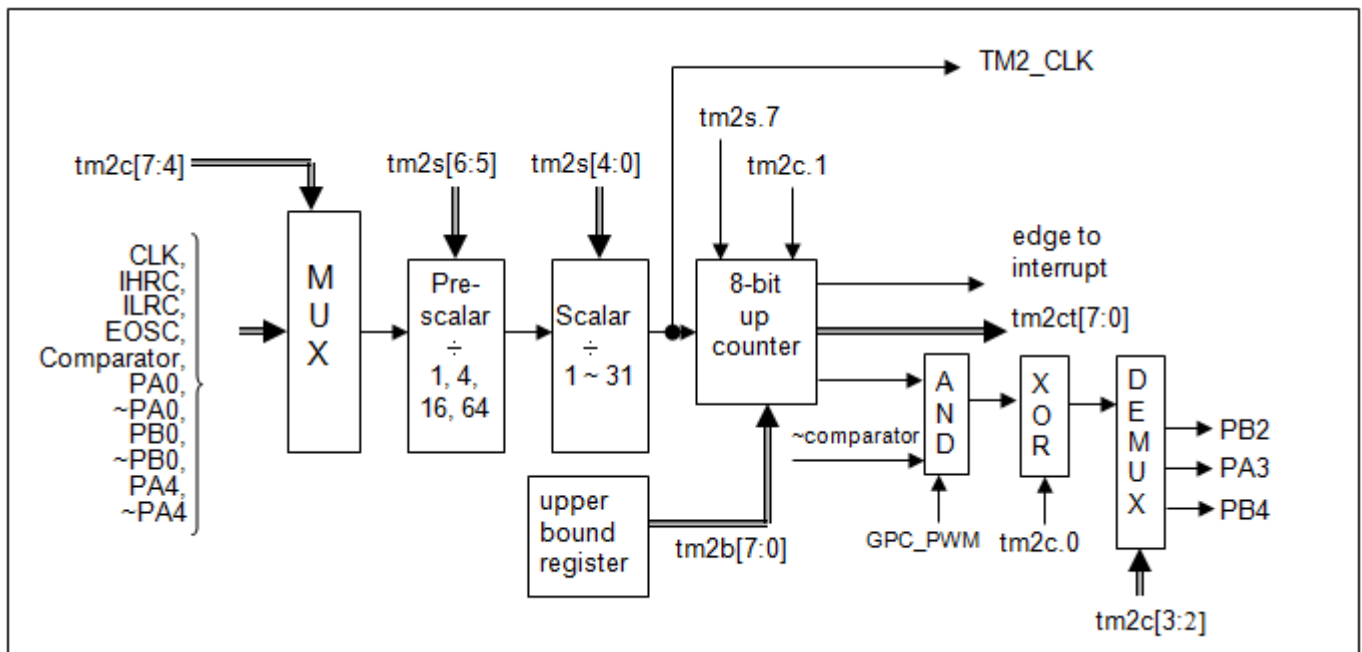 TM2_CLK
tm2s.7
tm2c[7:4]
tm2s[6:5]
tm2s[4:0]
tm2c.1
CLK,
IHRC,
ILRC,
EOSC,
Comparator,
PA0,
~PA0,
PB0,
~PB0,
PA4,
~PA4
M
U
X
Pre-
scalar
÷
1, 4,
16, 64
Scalar
÷
1 ~ 31
8-bit
up
counter
edge to
interrupt
tm2ct[7:0]
upper
bound
register
tm2b[7:0]
~comparator
A
N
D
GPC_PWM
X
O
R
tm2c.0
D
E
M
U
X
PB2
PA3
PB4
tm2c[3:2]